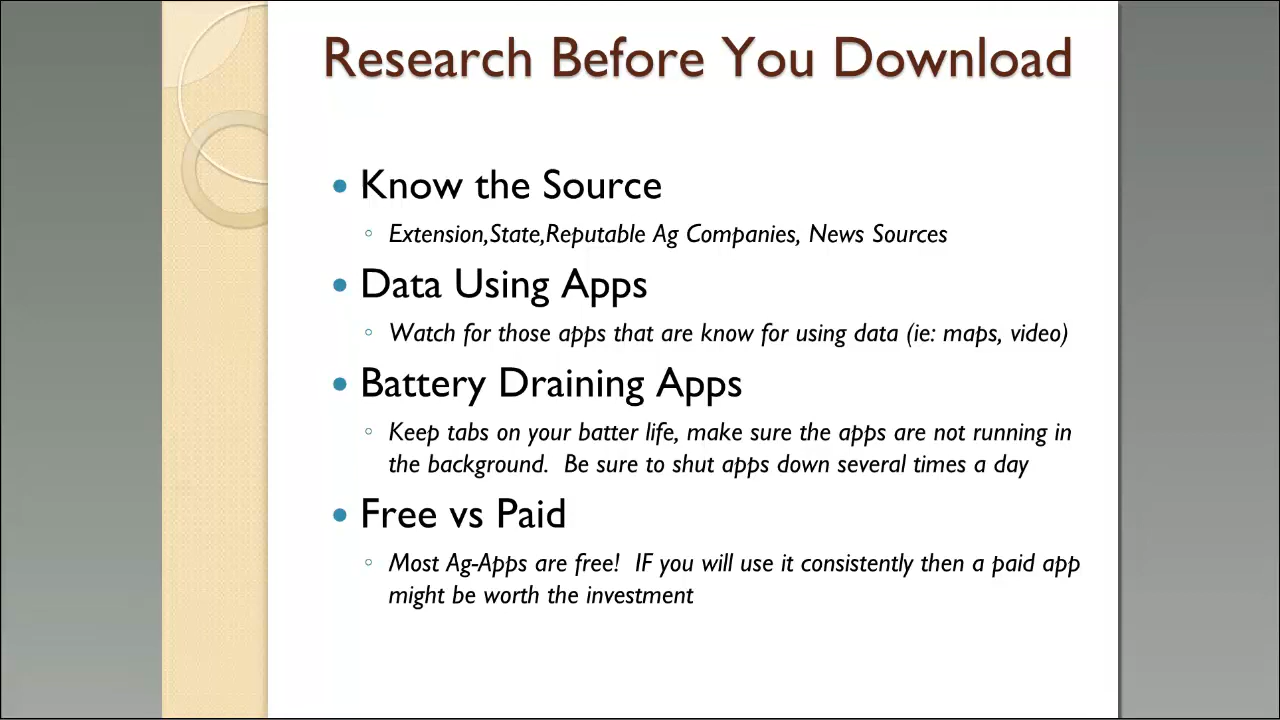 Research Before You Download
Know the Source
Extension,State,Reputable Ag Companies, News Sources
Data Using Apps
Watch for those apps that are know for using data (ie: maps, video)
Battery Draining Apps
Keep tabs on your batter life, make sure the apps are not running in
the background.  Be sure to shut apps down several times a day
Free vs Paid
Most Ag-Apps are free!  IF you will use it consistently then a paid app
might be worth the investment